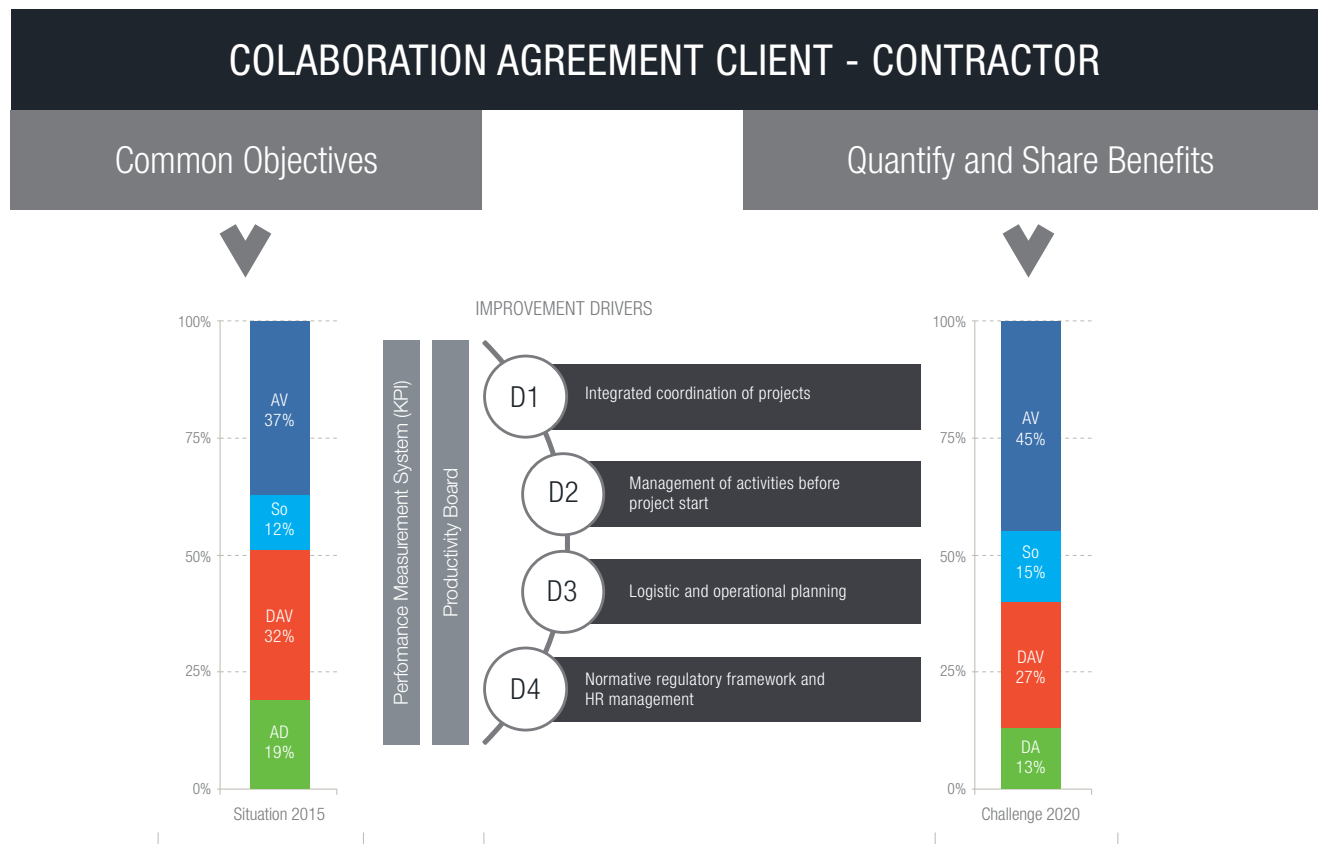 COLABORATION AGREEMENT CLIENT - CONTRACTOR
Common Objectives
Quantify and Share Benefits
100%
75%
50%
25%
0%
AV
37%
So
12%
DAV
32%
AD
19%
Situation 2015
Perfomance Measurement System (KPI)
Productivity Board
IMPROVEMENT DRIVERS
D1
Integrated coordination of projects
D2
Management of activities before
project start
D3
Logistic and operational planning
D4
Normative regulatory framework and
HR management
100%
75%
50%
25%
0%
AV
45%
So
15%
DAV
27%
DA
13%
Challenge 2020